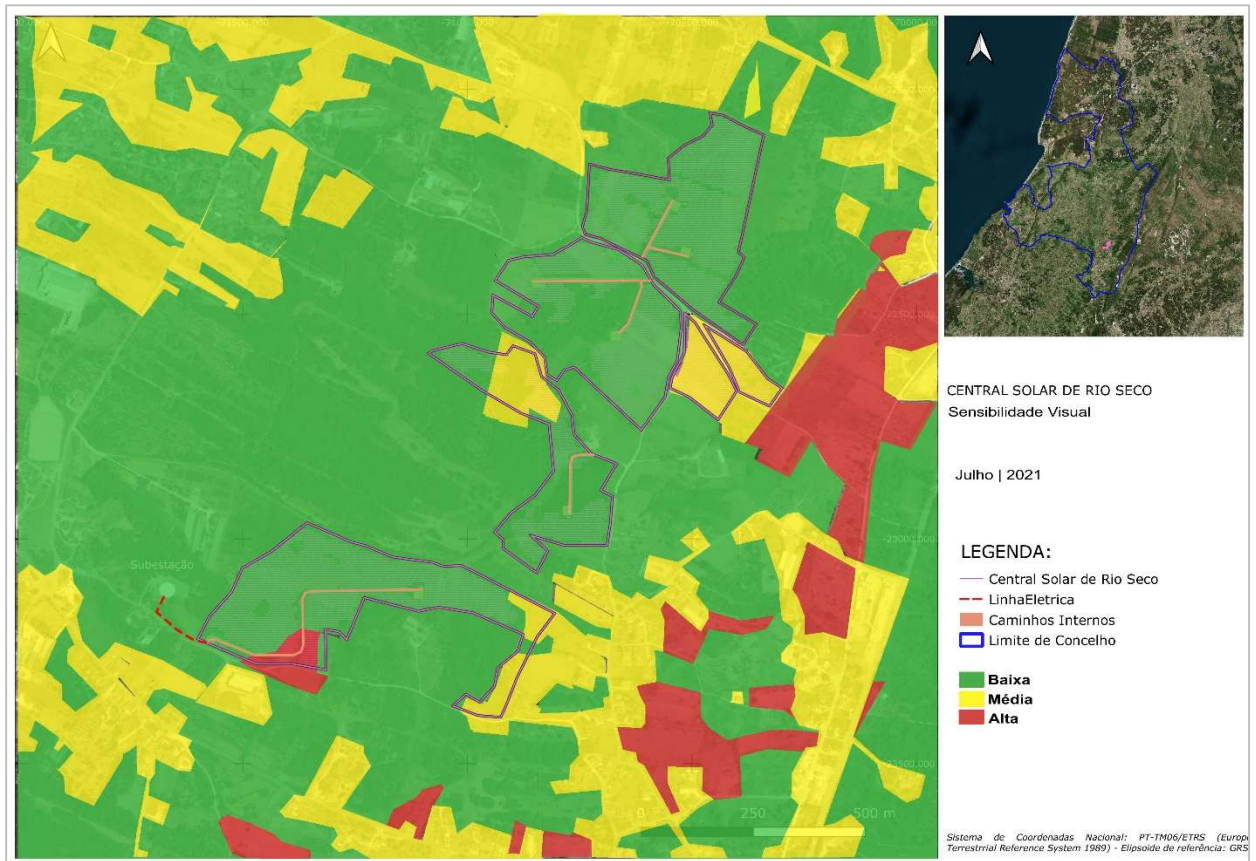 CENTRAL SOLAR DE RIO SECO
Sensibilidade Visual
Julho | 2021
LEGENDA:
Central Solar de Rio Seco
LinhaEletrica
Caminhos Internos
Limite de Concelho
Baixa
Média
Alta
Subestação
0 250 500 m
Sistema de Coordenadas Nacional: PT-TM06/ETRS (Europe
Terrestrrial Reference System 1989) - Elipsoide de referência: GRS